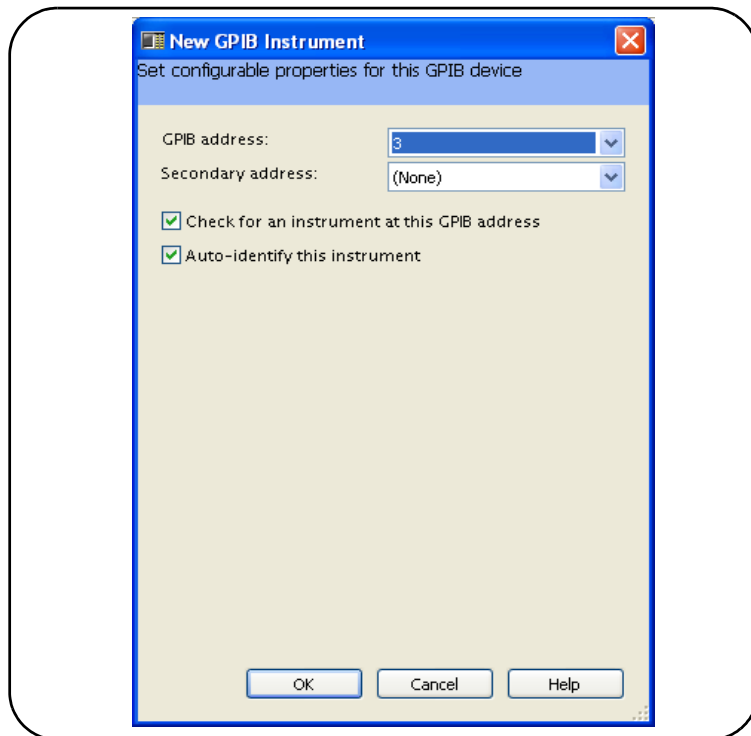 New GPIB Instrument
Set configurable properties for this GPIB device
GPIB address:
3
Secondary address:
(None)
Check for an instrument at this GPIB address
Auto-identify this instrument
OK
Cancel
Help